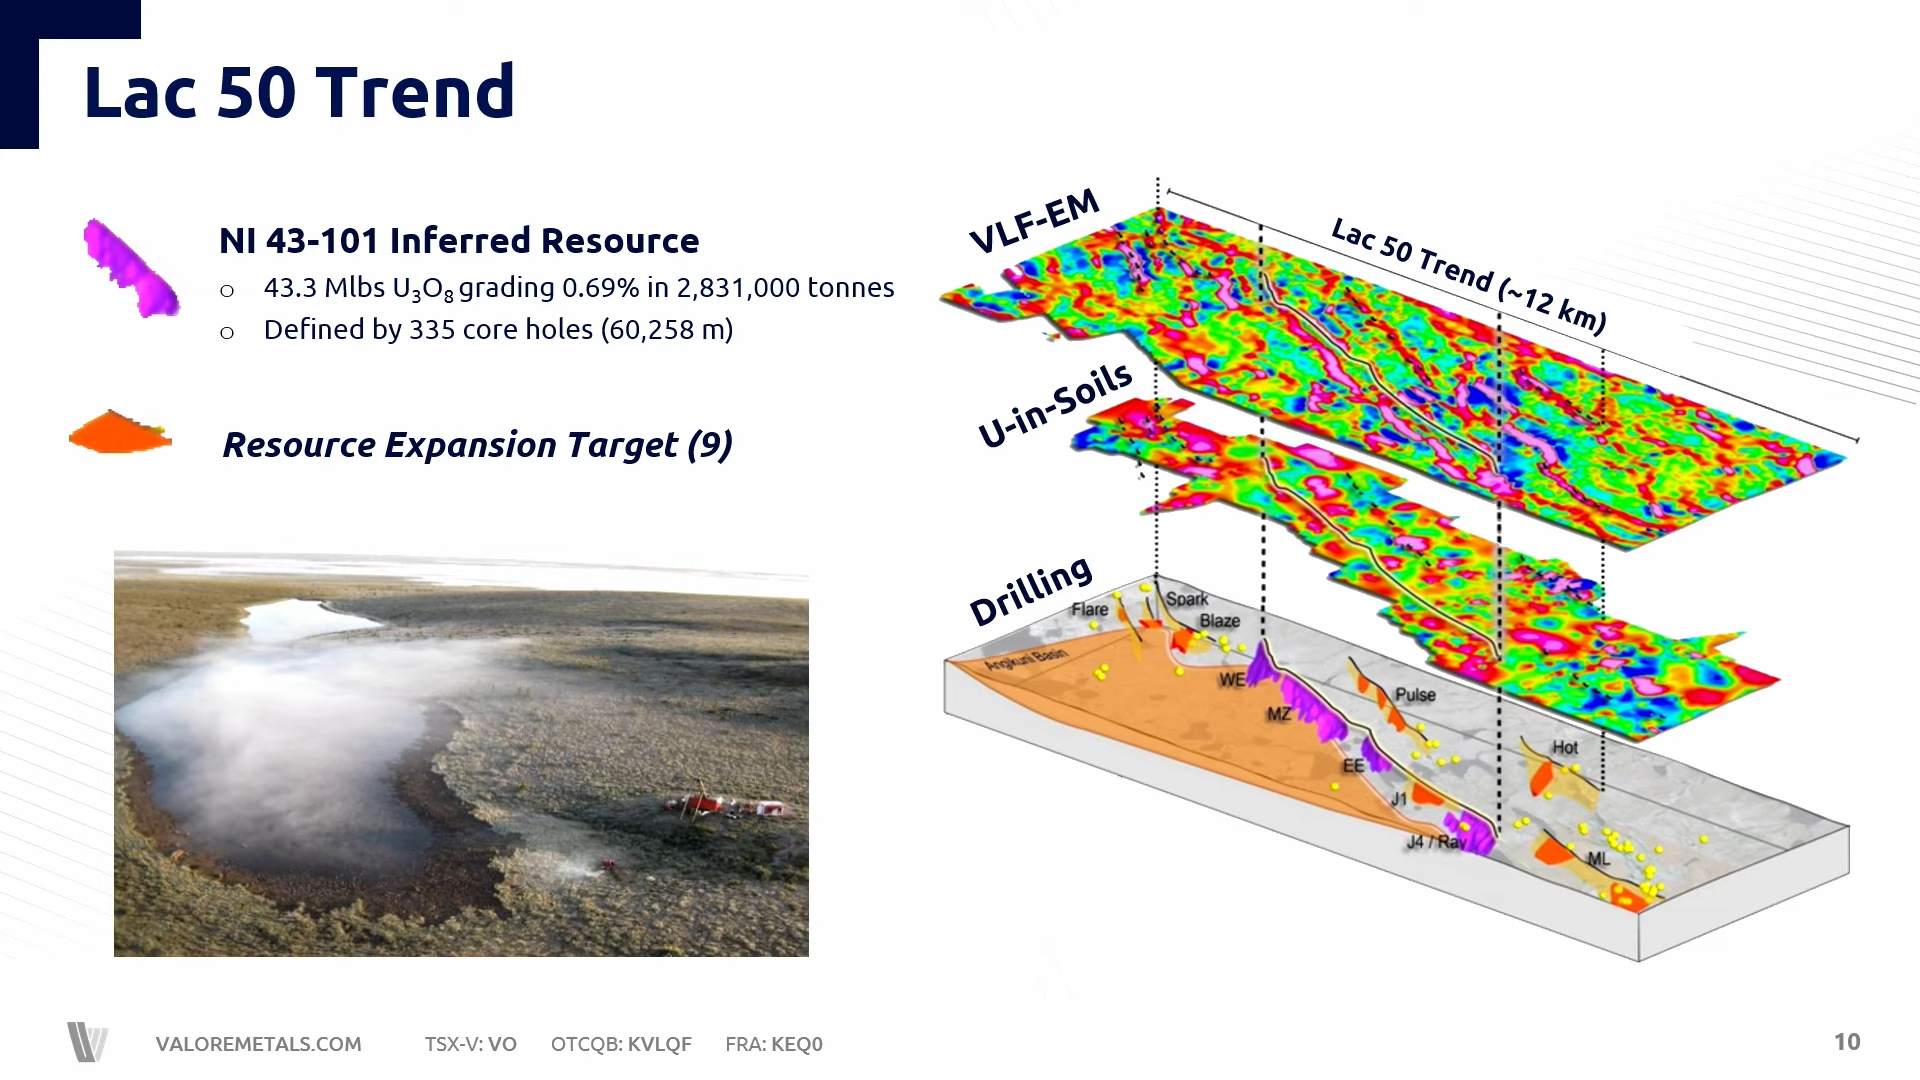 Lac 50 Trend
NI 43-101 Inferred Resource
o 43.3 Mlbs U₃O₈ grading 0.69% in 2,831,000 tonnes
o Defined by 335 core holes (60,258 m)
Resource Expansion Target (9)
VLF-EM
Lac 50 Trend (~12 km)
U-in-Soils
Drilling
Flare
Spark
Blaze
Angikuni Basin
WE
MZ
Pulse
EE
Hot
J1
J4 / Ray
ML
VALOREMETALS.COM TSX-V: VO OTCQB: KVLQF FRA: KEQ0
10